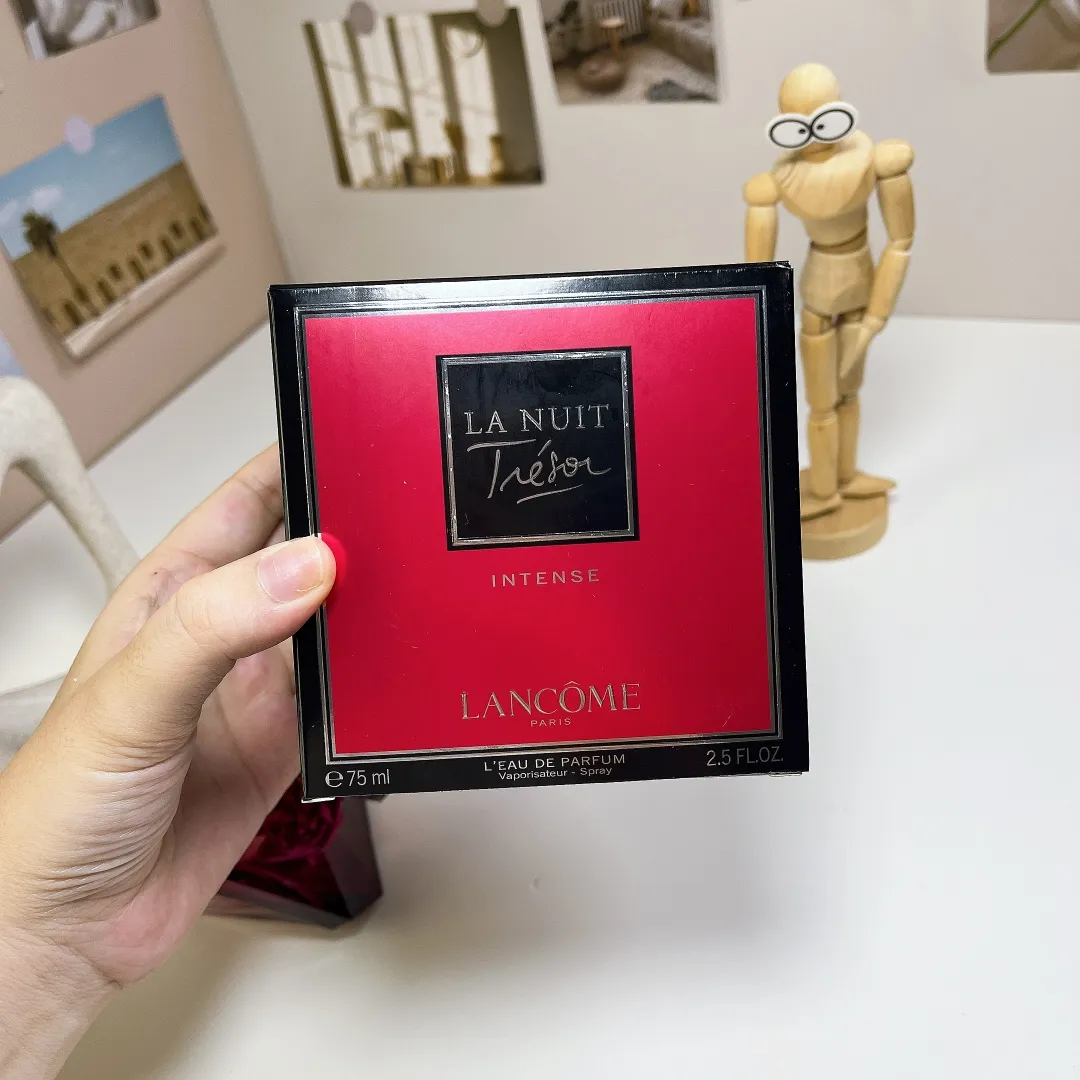 LA NUIT
Trésor
INTENSE
LANCÔME
PARIS
L'EAU DE PARFUM
Vaporisateur - Spray
℮ 75 ml
2.5 FL.OZ.